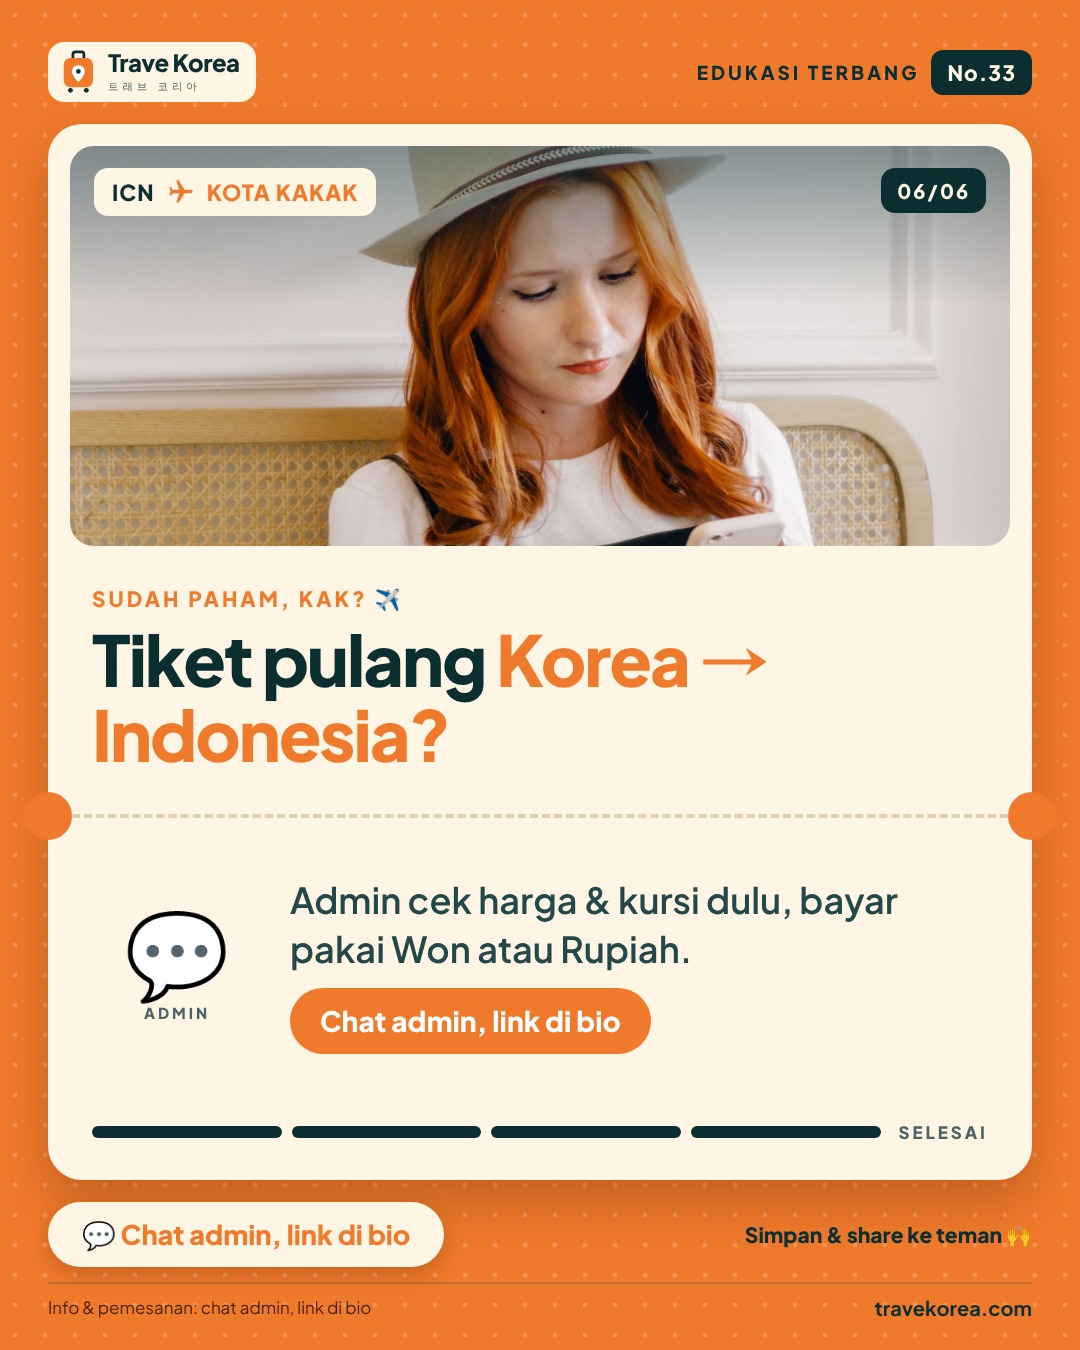 Trave Korea
트래브 코리아
EDUKASI TERBANG
No.33
ICN ✈ KOTA KAKAK
06/06
SUDAH PAHAM, KAK? ✈️
Tiket pulang Korea →
Indonesia?
Admin cek harga & kursi dulu, bayar
pakai Won atau Rupiah.
💬
ADMIN
Chat admin, link di bio
SELESAI
💬 Chat admin, link di bio
Simpan & share ke teman 🙌
Info & pemesanan: chat admin, link di bio
travekorea.com